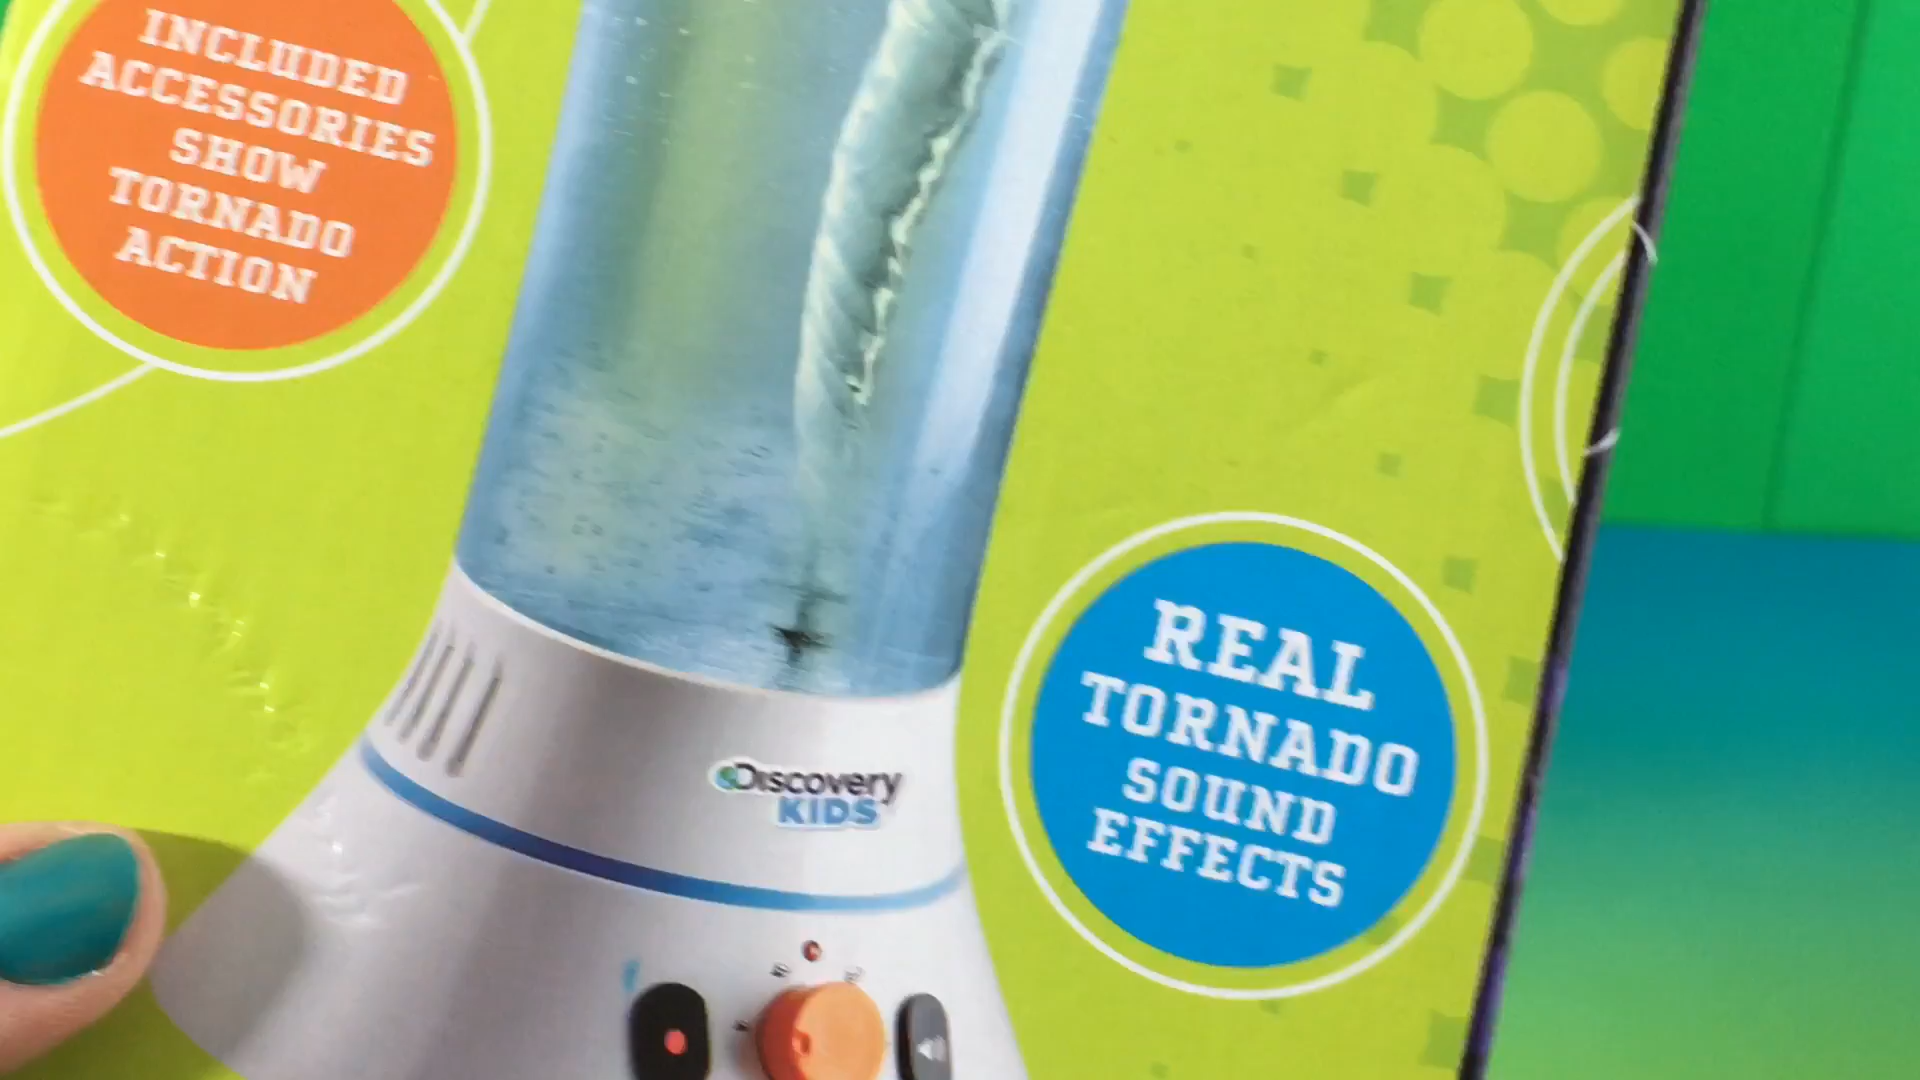 INCLUDED
ACCESSORIES
SHOW
TORNADO
ACTION
Discovery
KIDS
REAL
TORNADO
SOUND
EFFECTS